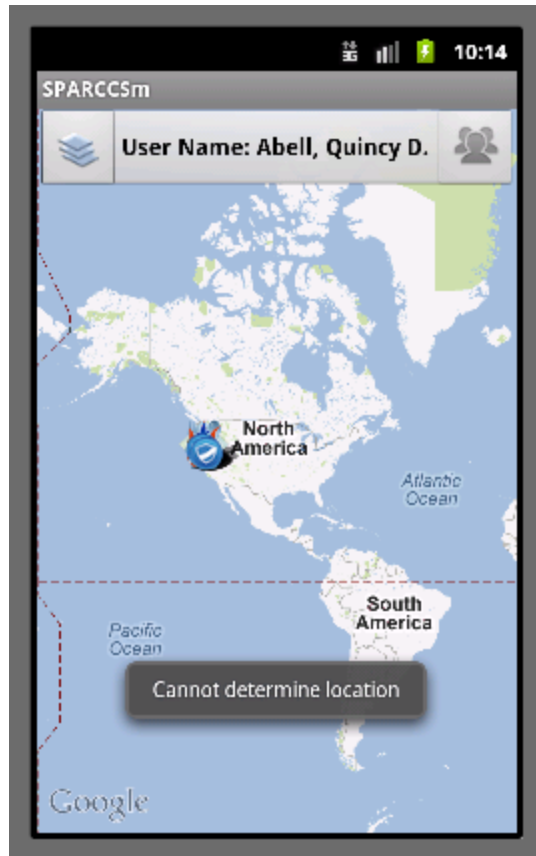 3G
10:14
SPARCCSm
User Name: Abell, Quincy D.
North
America
Atlantic
Ocean
South
America
Pacific
Ocean
Cannot determine location
Google